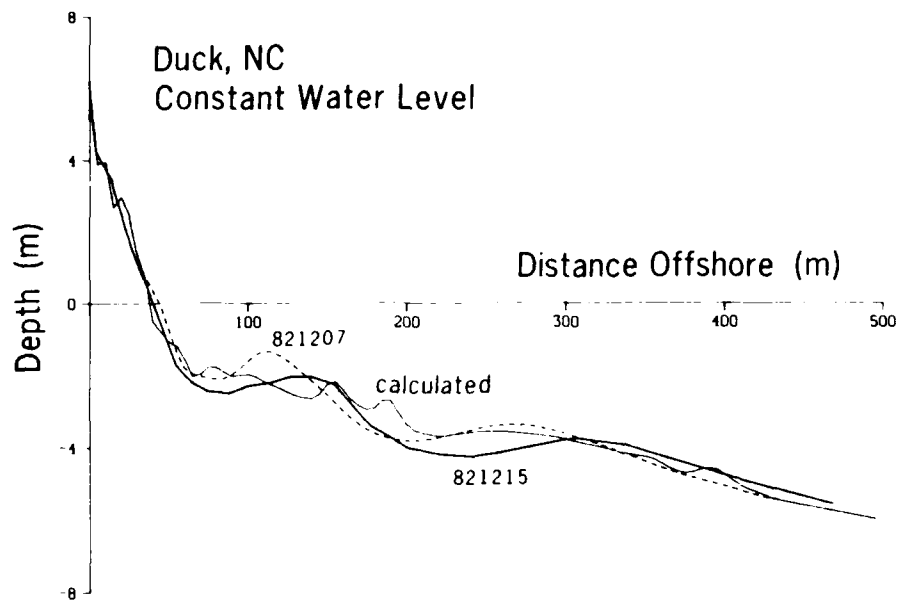 8
Duck, NC
Constant Water Level
4
Depth (m)
Distance Offshore (m)
0
100
200
300
400
500
821207
calculated
-4
821215
-8